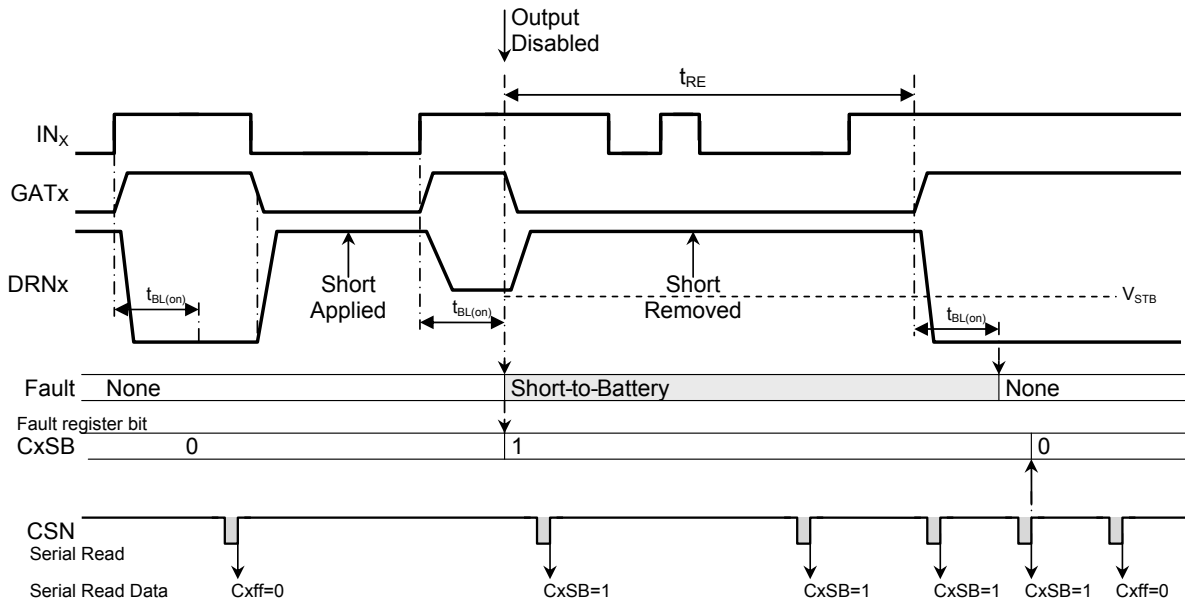 Output
Disabled
tRE
INX
GATx
DRNx
Short
Applied
Short
Removed
VSTB
tBL(on)
tBL(on)
tBL(on)
Fault
None
Short-to-Battery
None
Fault register bit
CxSB
0
1
0
CSN
Serial Read
Serial Read Data
Cxff=0
CxSB=1
CxSB=1
CxSB=1
CxSB=1
Cxff=0